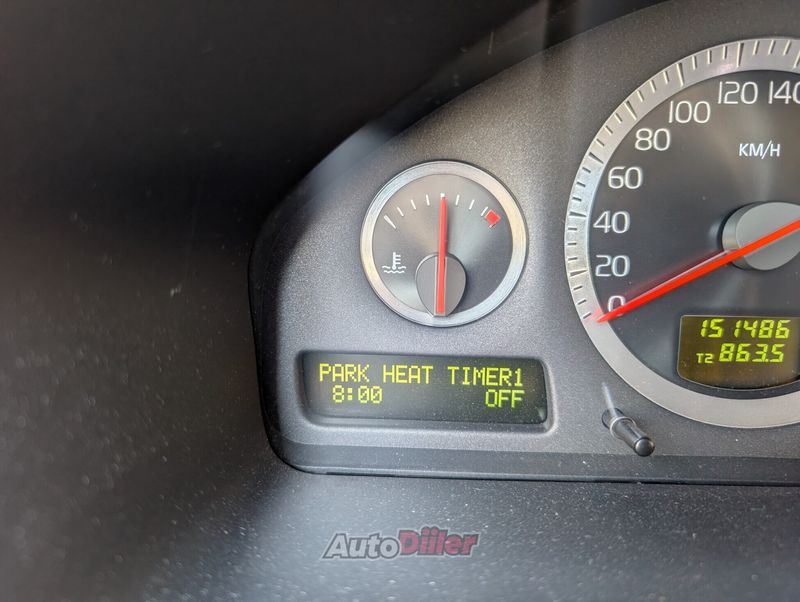 120 140
100
80
KM/H
60
40
20
0
151486
T2 863.5
PARK HEAT TIMER1
8:00 OFF
AutoDiiler